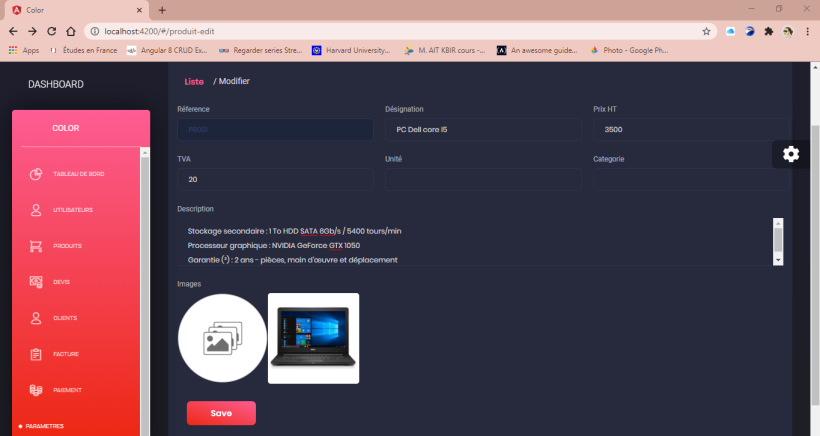 Color
localhost:4200/#/produit-edit
Apps
Études en France
Angular 8 CRUD Ex...
Regarder series Stre...
Harvard University...
M. AIT KBIR cours -...
An awesome guide...
Photo - Google Ph...
DASHBOARD
Liste / Modifier
COLOR
TABLEAU DE BORD
UTILISATEURS
PRODUITS
DEVIS
CLIENTS
FACTURE
PAIEMENT
PARAMETRES
Réference
Désignation
Prix HT
PC Dell core I5
3500
TVA
Unité
Categorie
20
Description
Stockage secondaire : 1 To HDD SATA 6Gb/s / 5400 tours/min
Processeur graphique : NVIDIA GeForce GTX 1050
Garantie (²) : 2 ans - pièces, main d'œuvre et déplacement
Images
Save